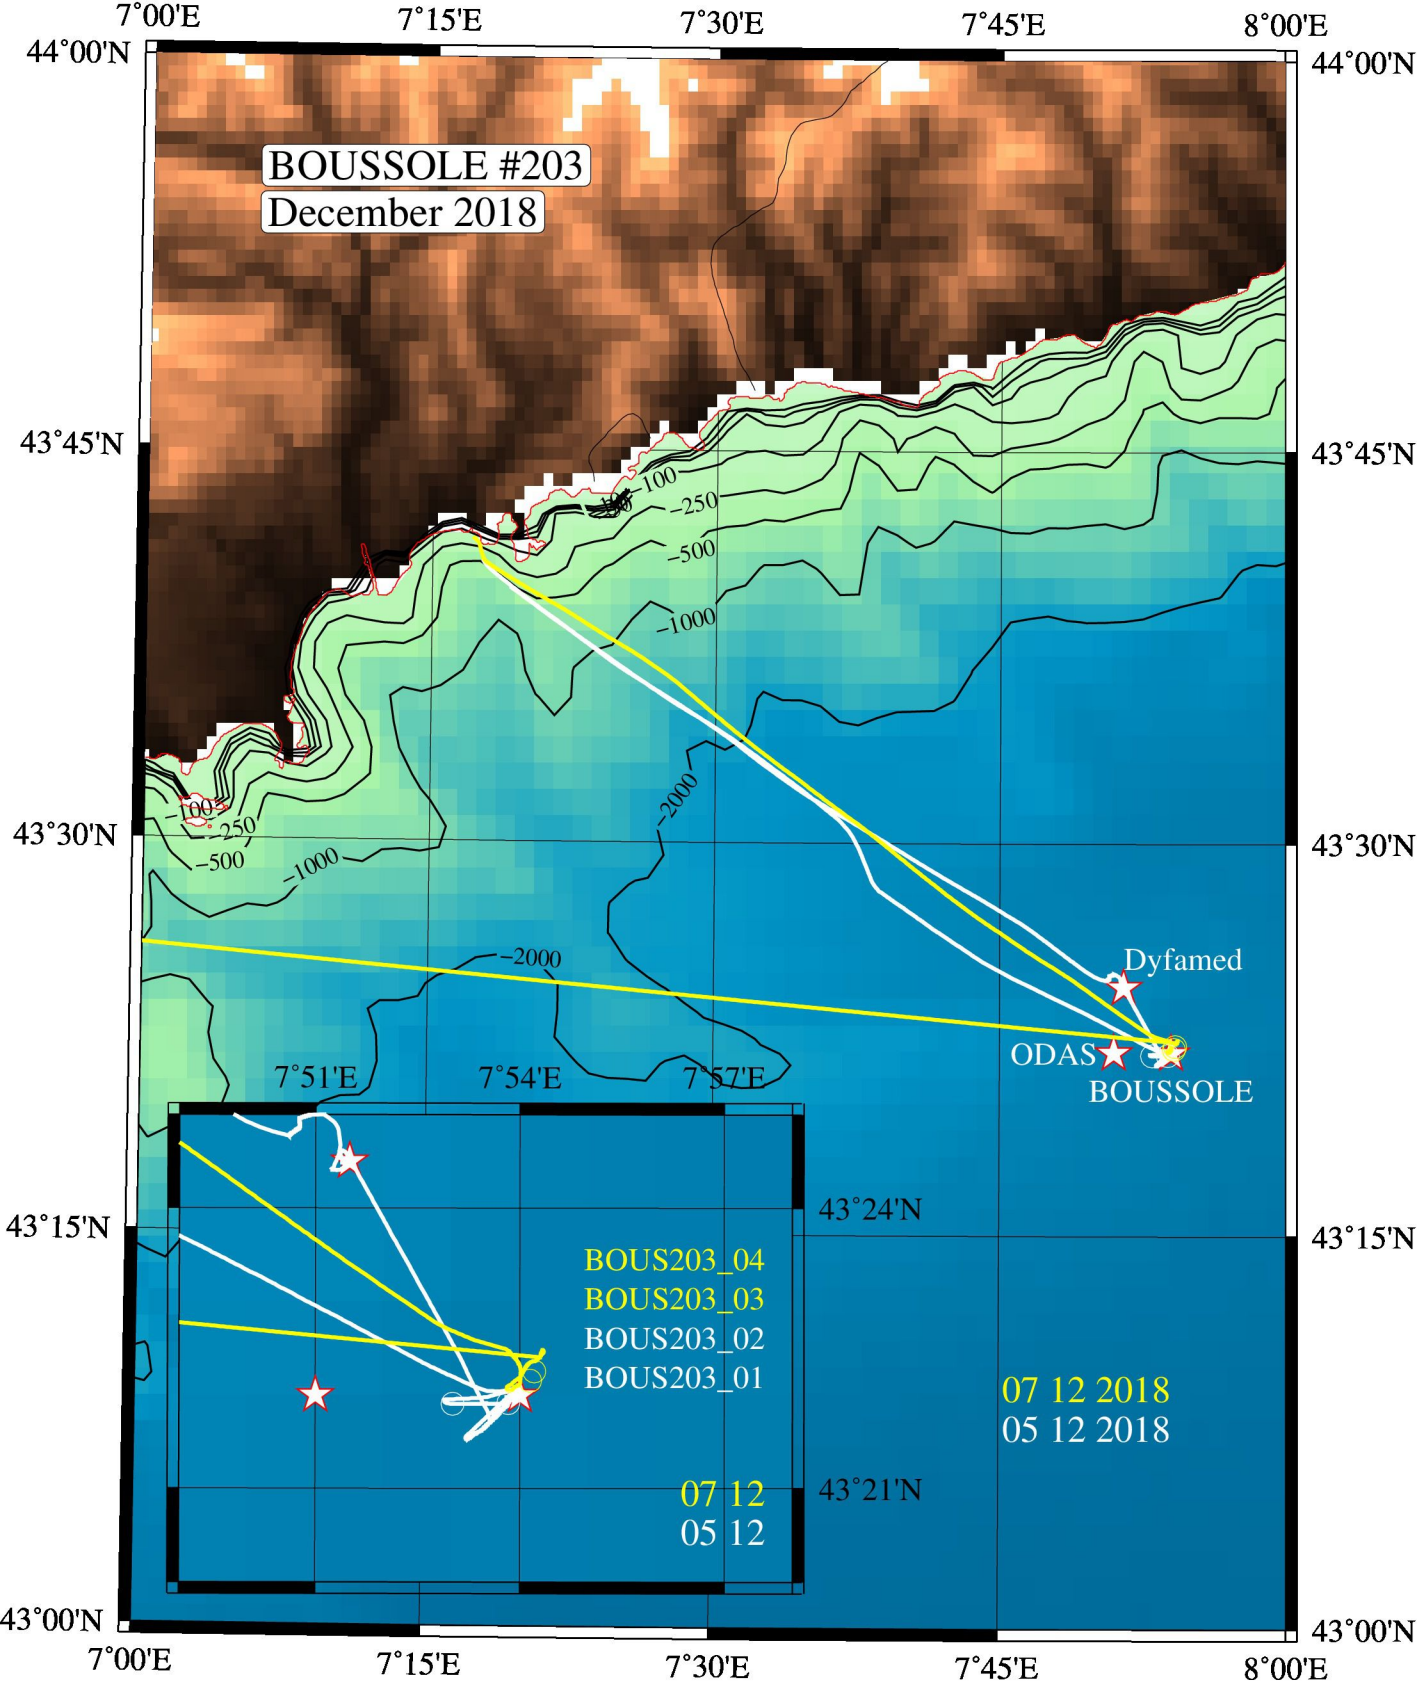 7°00'E 7°15'E 7°30'E 7°45'E 8°00'E
44°00'N 44°00'N
BOUSSOLE #203
December 2018
43°45'N 43°45'N
-100
-250
-500
-1000
-2000
43°30'N 43°30'N
-100
-250
-500
-1000
-2000
Dyfamed
ODAS
BOUSSOLE
7°51'E 7°54'E 7°57'E
43°24'N
43°15'N 43°15'N
BOUS203_04
BOUS203_03
BOUS203_02
BOUS203_01
07 12 2018
05 12 2018
43°21'N
07 12
05 12
43°00'N 43°00'N
7°00'E 7°15'E 7°30'E 7°45'E 8°00'E